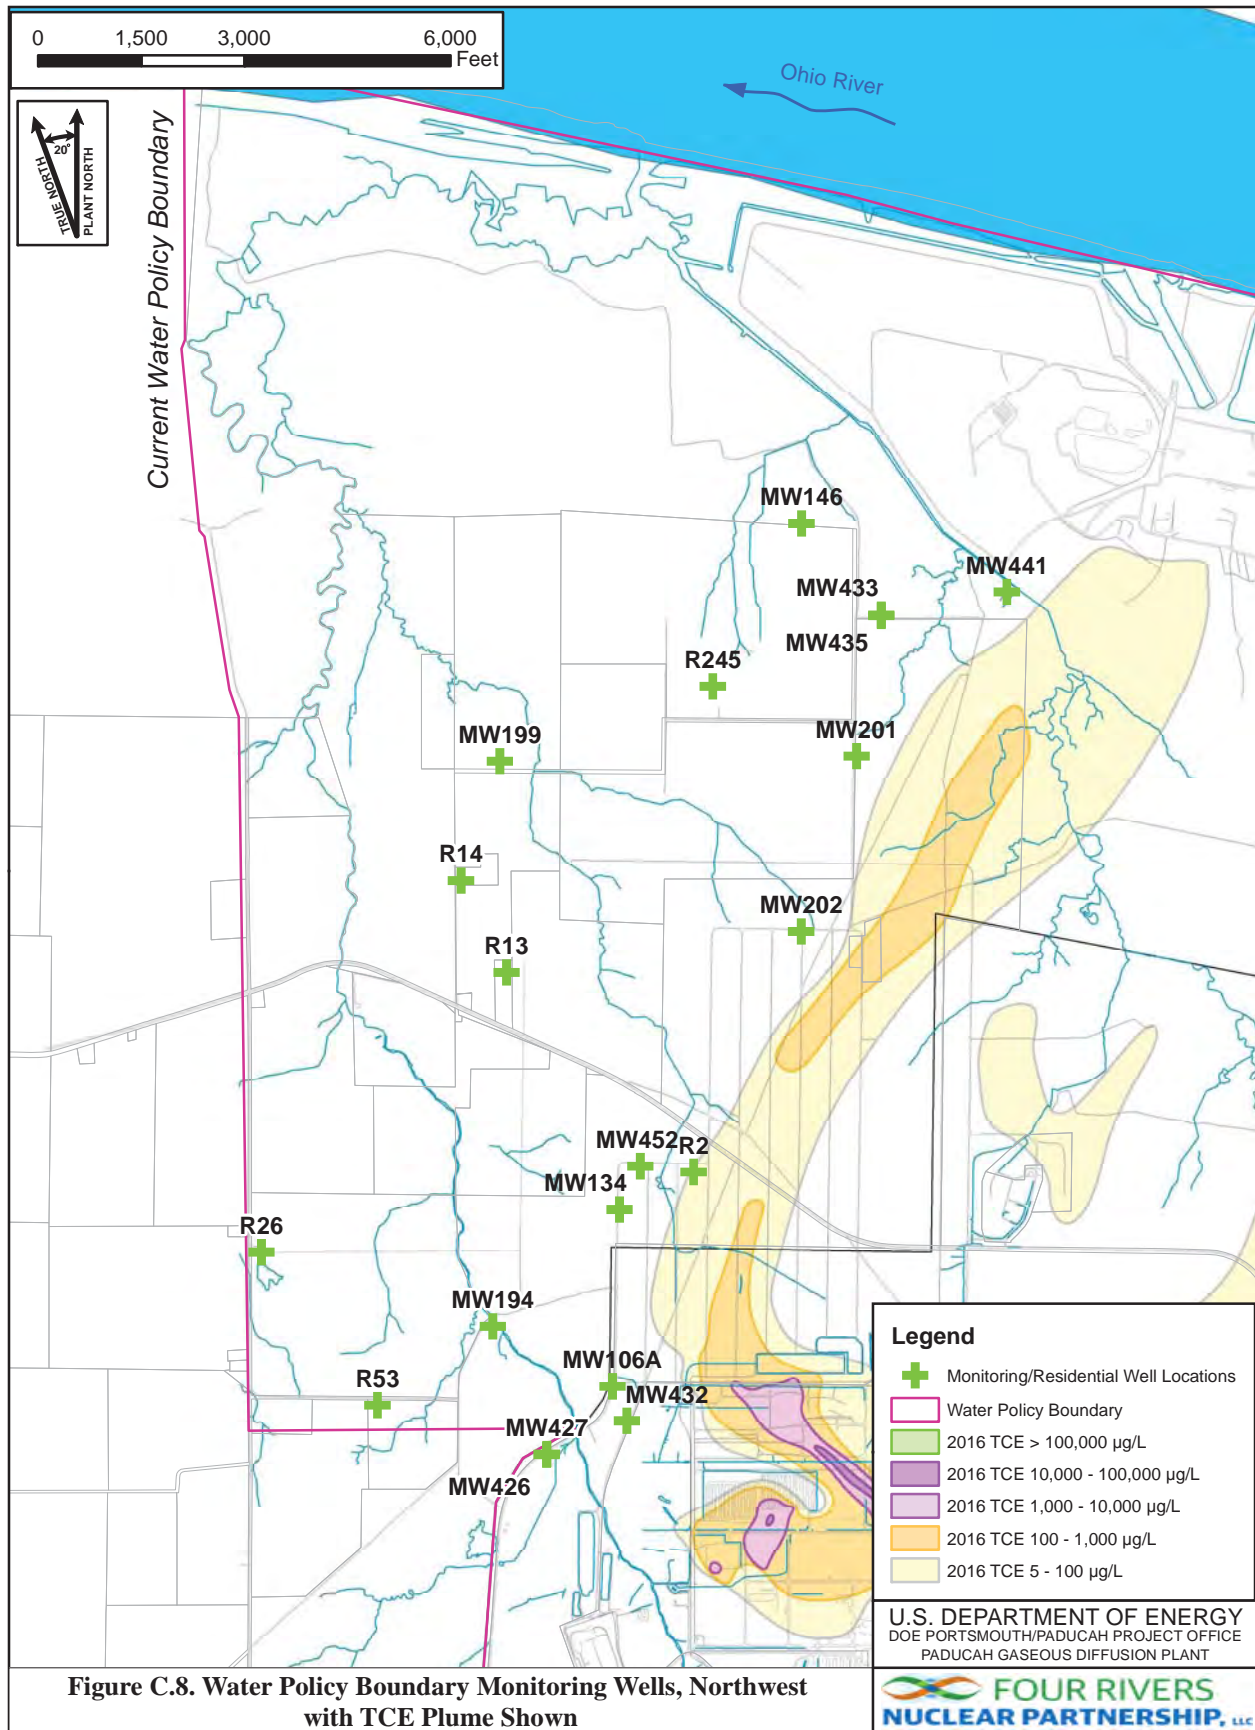 0 1,500 3,000 6,000
Feet
Ohio River
20°
TRUE NORTH
PLANT NORTH
Current Water Policy Boundary
MW146
MW441
MW433
MW435
R245
MW201
MW199
R14
MW202
R13
MW452 R2
MW134
R26
MW194
MW106A
R53
MW432
MW427
MW426
Legend
Monitoring/Residential Well Locations
Water Policy Boundary
2016 TCE > 100,000 µg/L
2016 TCE 10,000 - 100,000 µg/L
2016 TCE 1,000 - 10,000 µg/L
2016 TCE 100 - 1,000 µg/L
2016 TCE 5 - 100 µg/L
U.S. DEPARTMENT OF ENERGY
DOE PORTSMOUTH/PADUCAH PROJECT OFFICE
PADUCAH GASEOUS DIFFUSION PLANT
Figure C.8. Water Policy Boundary Monitoring Wells, Northwest
with TCE Plume Shown
FOUR RIVERS
NUCLEAR PARTNERSHIP, LLC